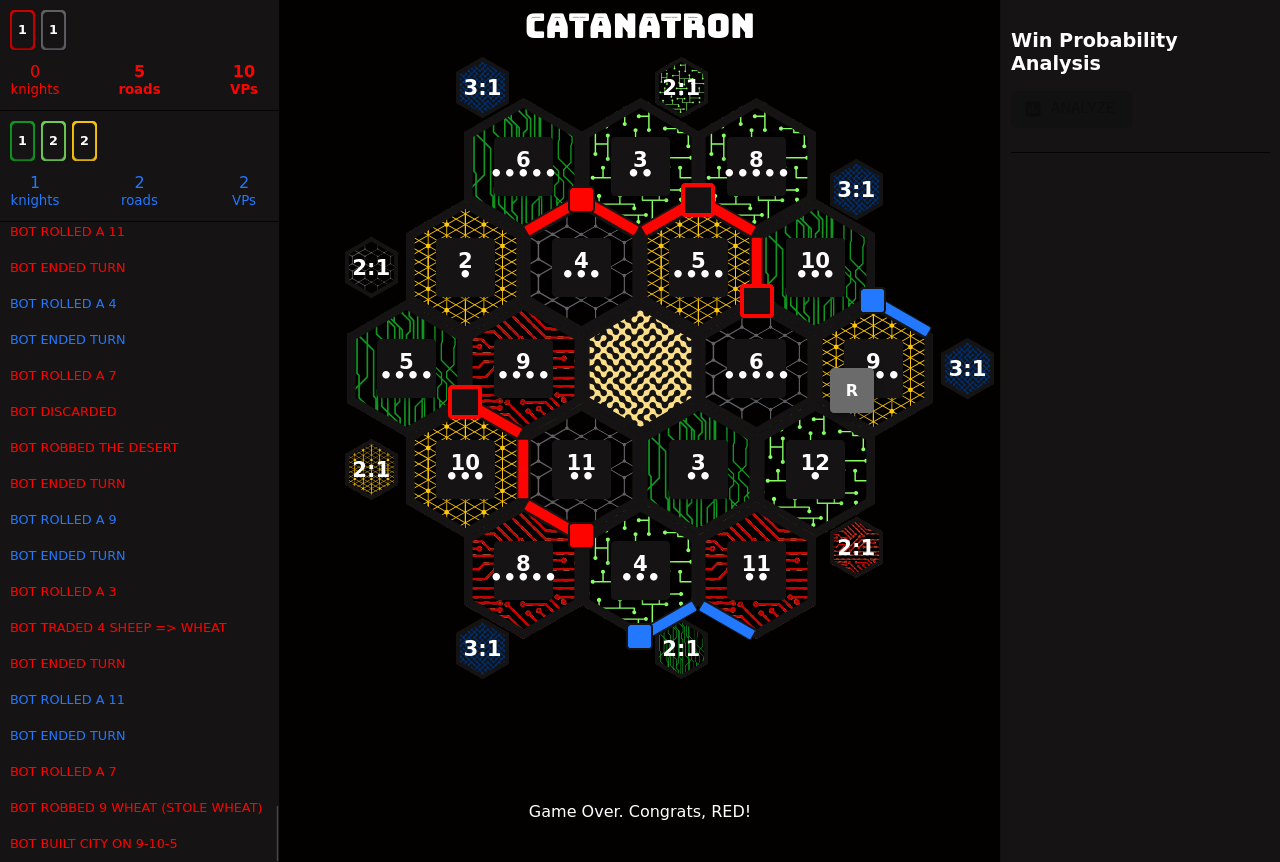 CATANATRON
1 1
0 5 10
knights roads VPs
1 2 2
1 2 2
knights roads VPs
BOT ROLLED A 11
BOT ENDED TURN
BOT ROLLED A 4
BOT ENDED TURN
BOT ROLLED A 7
BOT DISCARDED
BOT ROBBED THE DESERT
BOT ENDED TURN
BOT ROLLED A 9
BOT ENDED TURN
BOT ROLLED A 3
BOT TRADED 4 SHEEP => WHEAT
BOT ENDED TURN
BOT ROLLED A 11
BOT ENDED TURN
BOT ROLLED A 7
BOT ROBBED 9 WHEAT (STOLE WHEAT)
BOT BUILT CITY ON 9-10-5
3:1 2:1
6 3 8
3:1
2:1 2 4 5 10
5 9 6 9 3:1
R
2:1 10 11 3 12
2:1
8 4 11
3:1 2:1
Game Over. Congrats, RED!
Win Probability
Analysis
ANALYZE